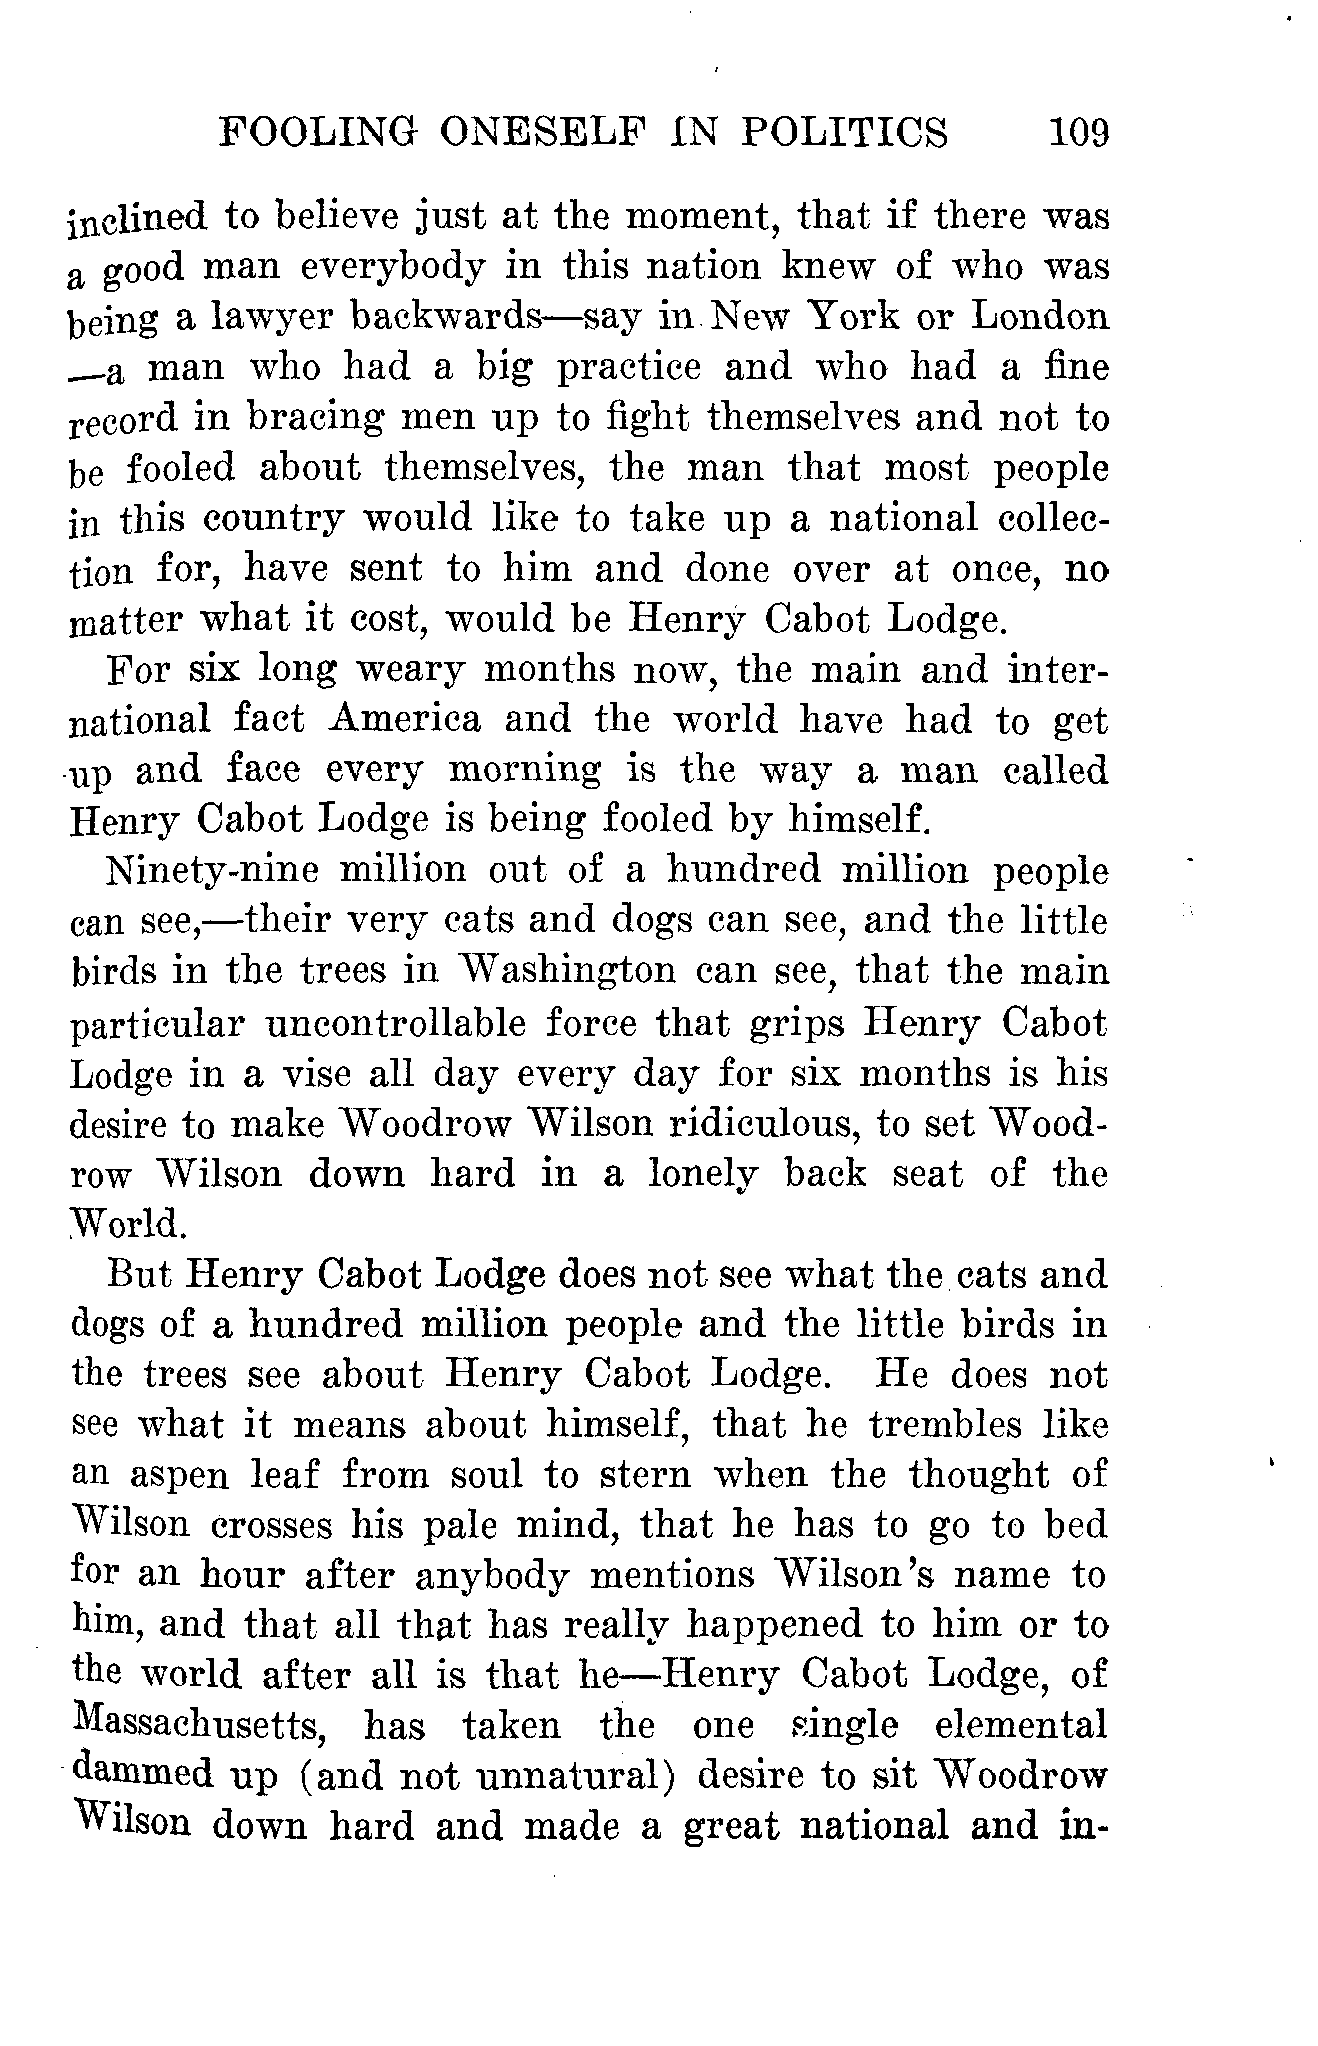 FOOLING ONESELF IN POLITICS 109
inclined to believe just at the moment, that if there was
a good man everybody in this nation knew of who was
being a lawyer backwards—say in New York or London
—a man who had a big practice and who had a fine
record in bracing men up to fight themselves and not to
be fooled about themselves, the man that most people
in this country would like to take up a national collec-
tion for, have sent to him and done over at once, no
matter what it cost, would be Henry Cabot Lodge.
For six long weary months now, the main and inter-
national fact America and the world have had to get
up and face every morning is the way a man called
Henry Cabot Lodge is being fooled by himself.
Ninety-nine million out of a hundred million people
can see,—their very cats and dogs can see, and the little
birds in the trees in Washington can see, that the main
particular uncontrollable force that grips Henry Cabot
Lodge in a vise all day every day for six months is his
desire to make Woodrow Wilson ridiculous, to set Wood-
row Wilson down hard in a lonely back seat of the
World.
But Henry Cabot Lodge does not see what the cats and
dogs of a hundred million people and the little birds in
the trees see about Henry Cabot Lodge. He does not
see what it means about himself, that he trembles like
an aspen leaf from soul to stern when the thought of
Wilson crosses his pale mind, that he has to go to bed
for an hour after anybody mentions Wilson's name to
him, and that all that has really happened to him or to
the world after all is that he—Henry Cabot Lodge, of
Massachusetts, has taken the one single elemental
dammed up (and not unnatural) desire to sit Woodrow
Wilson down hard and made a great national and in-